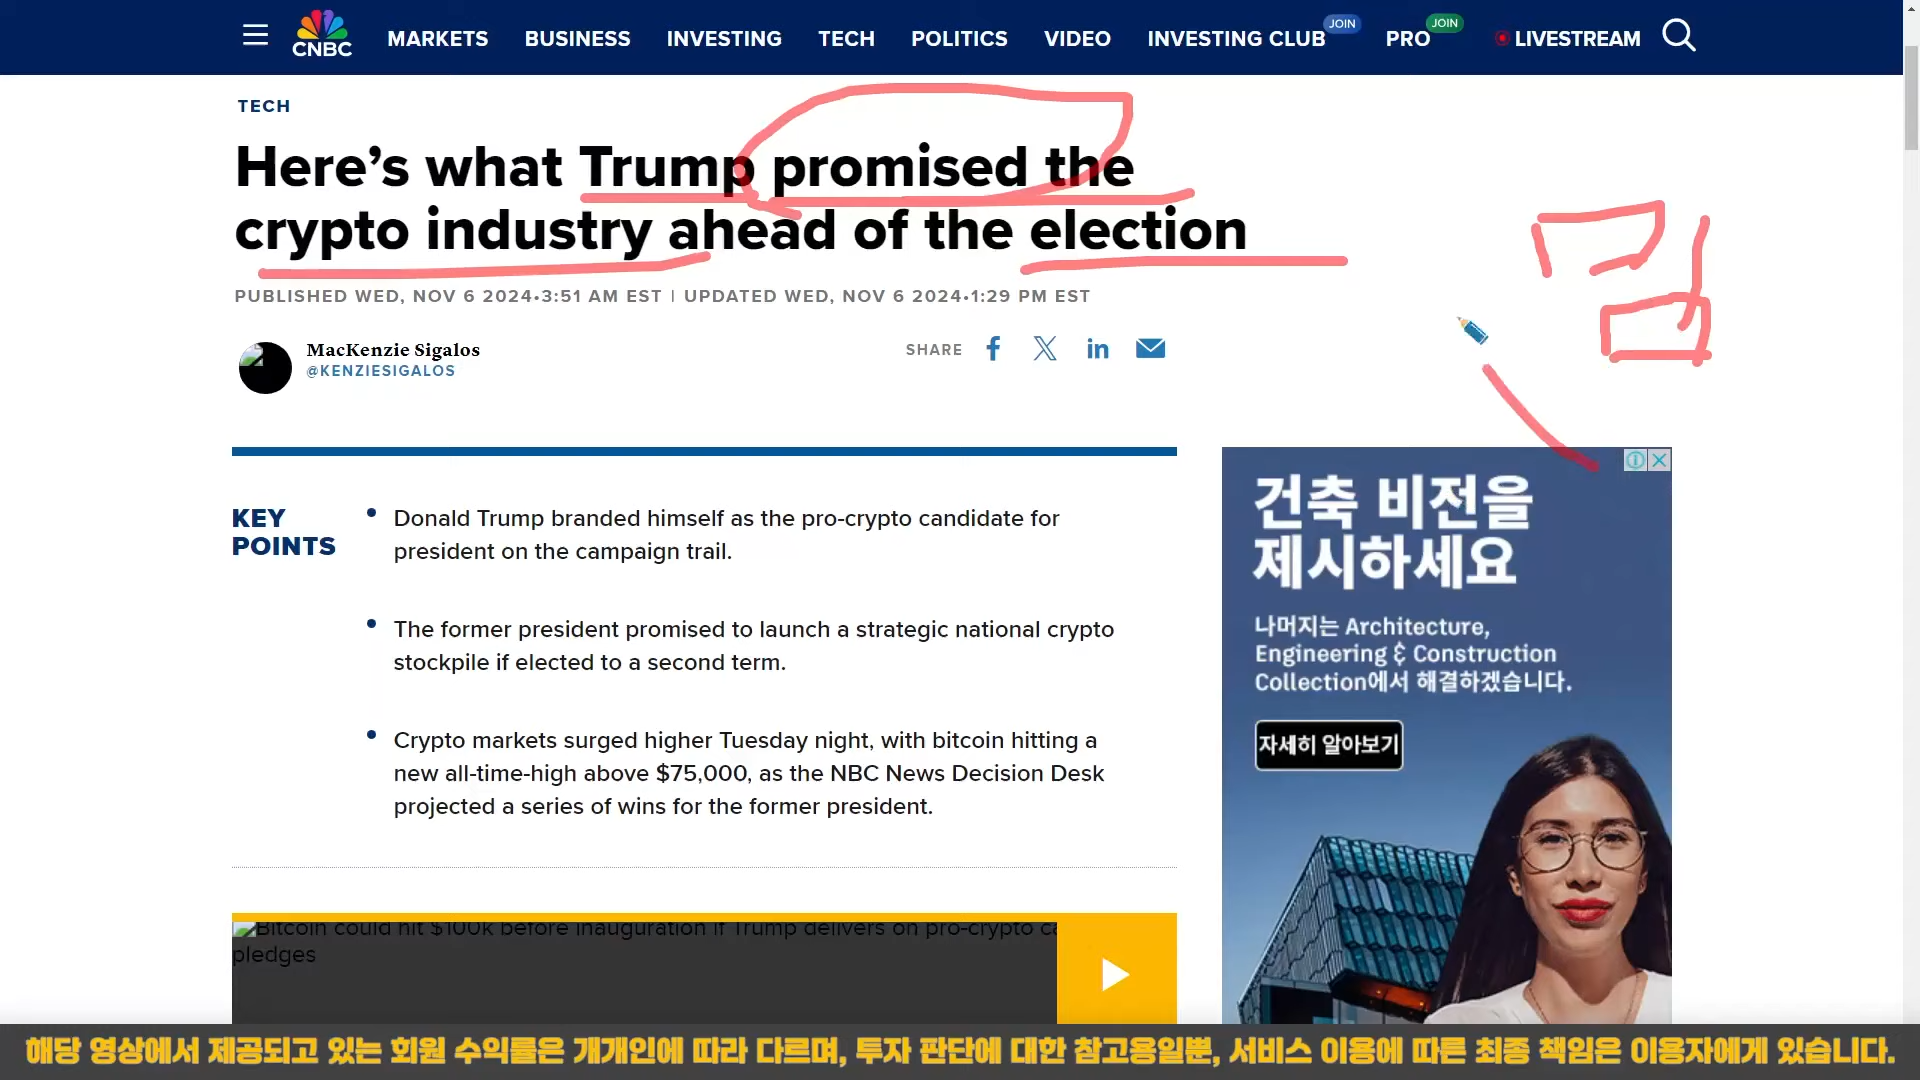 CNBC
MARKETS BUSINESS INVESTING TECH POLITICS VIDEO INVESTING CLUB JOIN PRO JOIN LIVESTREAM
TECH
Here's what Trump promised the
crypto industry ahead of the election
PUBLISHED WED, NOV 6 2024•3:51 AM EST | UPDATED WED, NOV 6 2024•1:29 PM EST
MacKenzie Sigalos
@KENZIESIGALOS
SHARE
KEY
POINTS
Donald Trump branded himself as the pro-crypto candidate for
president on the campaign trail.
The former president promised to launch a strategic national crypto
stockpile if elected to a second term.
Crypto markets surged higher Tuesday night, with bitcoin hitting a
new all-time-high above $75,000, as the NBC News Decision Desk
projected a series of wins for the former president.
Bitcoin could hit $100k before inauguration if Trump delivers on pro-crypto
pledges
건축 비전을
제시하세요
나머지는 Architecture,
Engineering & Construction
Collection에서 해결하겠습니다.
자세히 알아보기
해당 영상에서 제공되고 있는 회원 수익률은 개개인에 따라 다르며, 투자 판단에 대한 참고용일뿐, 서비스 이용에 따른 최종 책임은 이용자에게 있습니다.